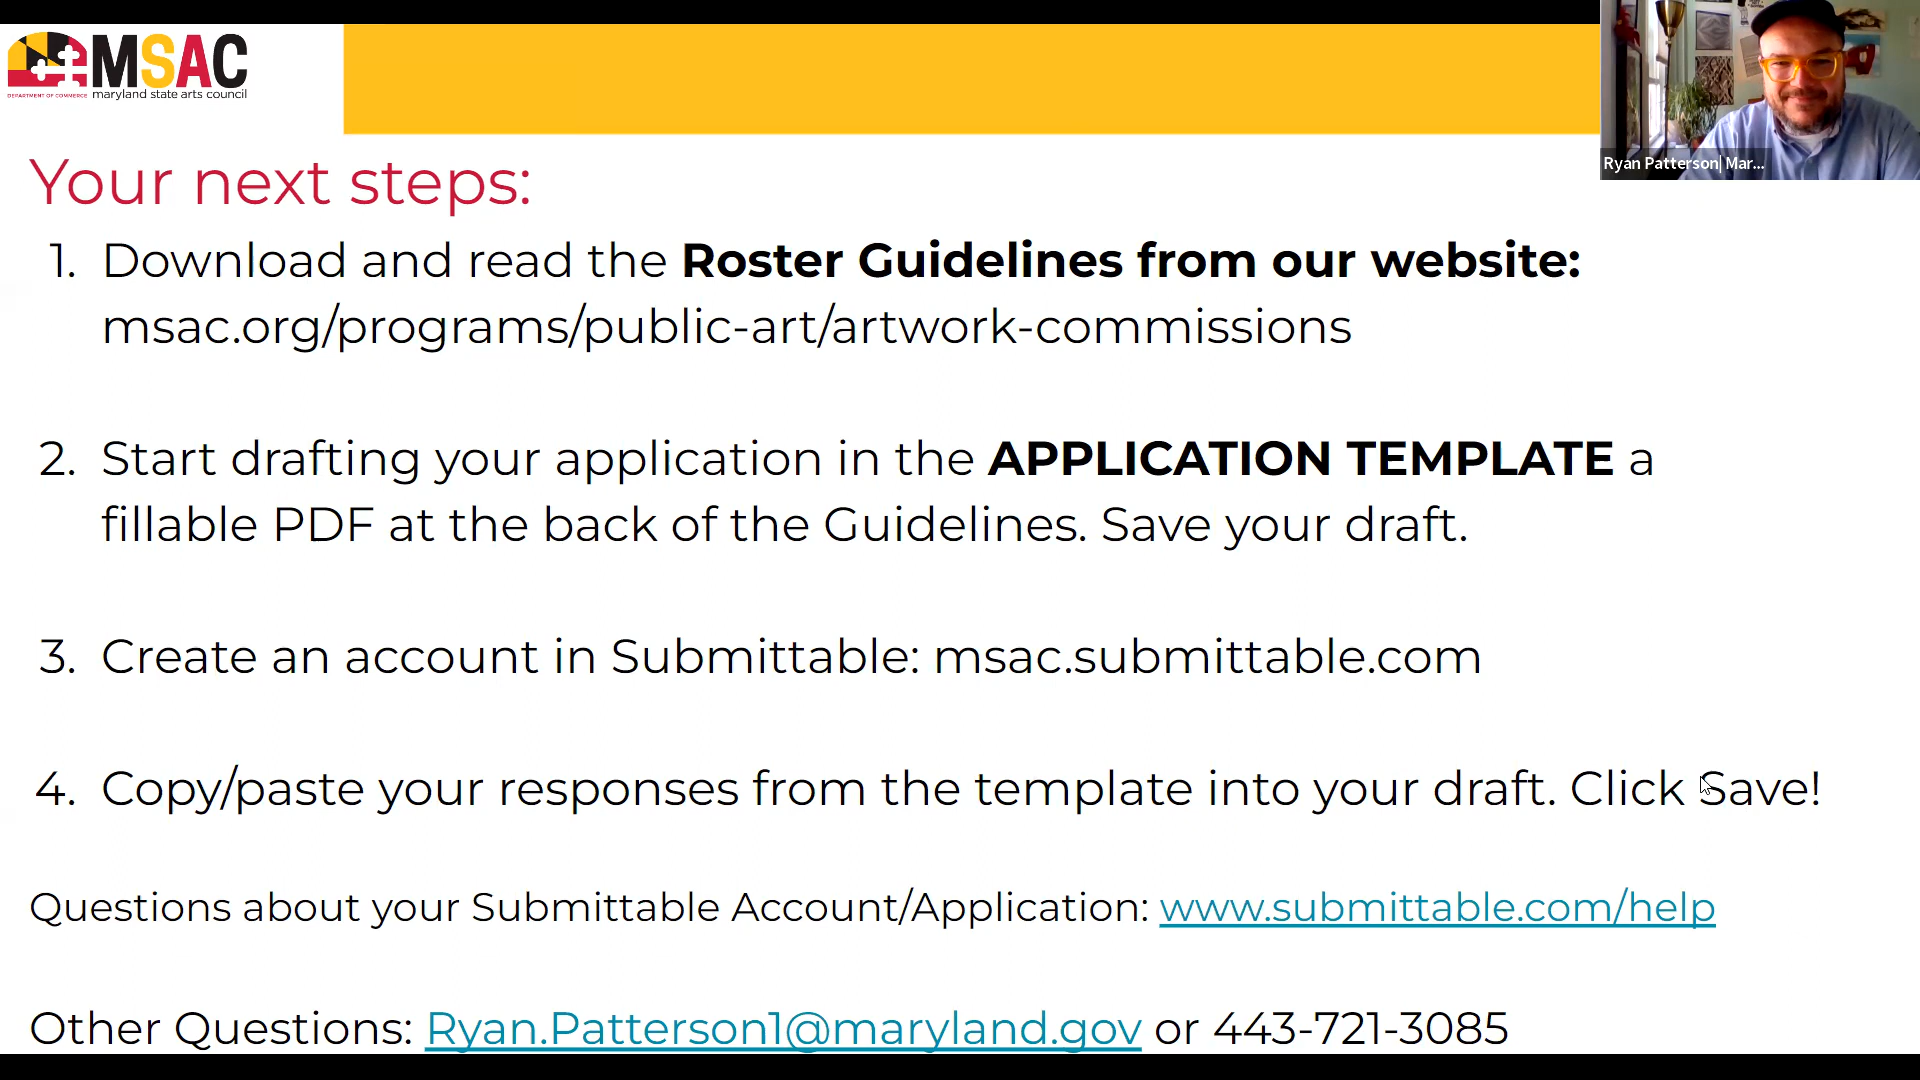 MSAC
DEPARTMENT OF COMMERCE
maryland state arts council
Ryan Patterson| Mar...
Your next steps:
1. Download and read the Roster Guidelines from our website:
msac.org/programs/public-art/artwork-commissions
2. Start drafting your application in the APPLICATION TEMPLATE a
fillable PDF at the back of the Guidelines. Save your draft.
3. Create an account in Submittable: msac.submittable.com
4. Copy/paste your responses from the template into your draft. Click Save!
Questions about your Submittable Account/Application: www.submittable.com/help
Other Questions: Ryan.Patterson1@maryland.gov or 443-721-3085